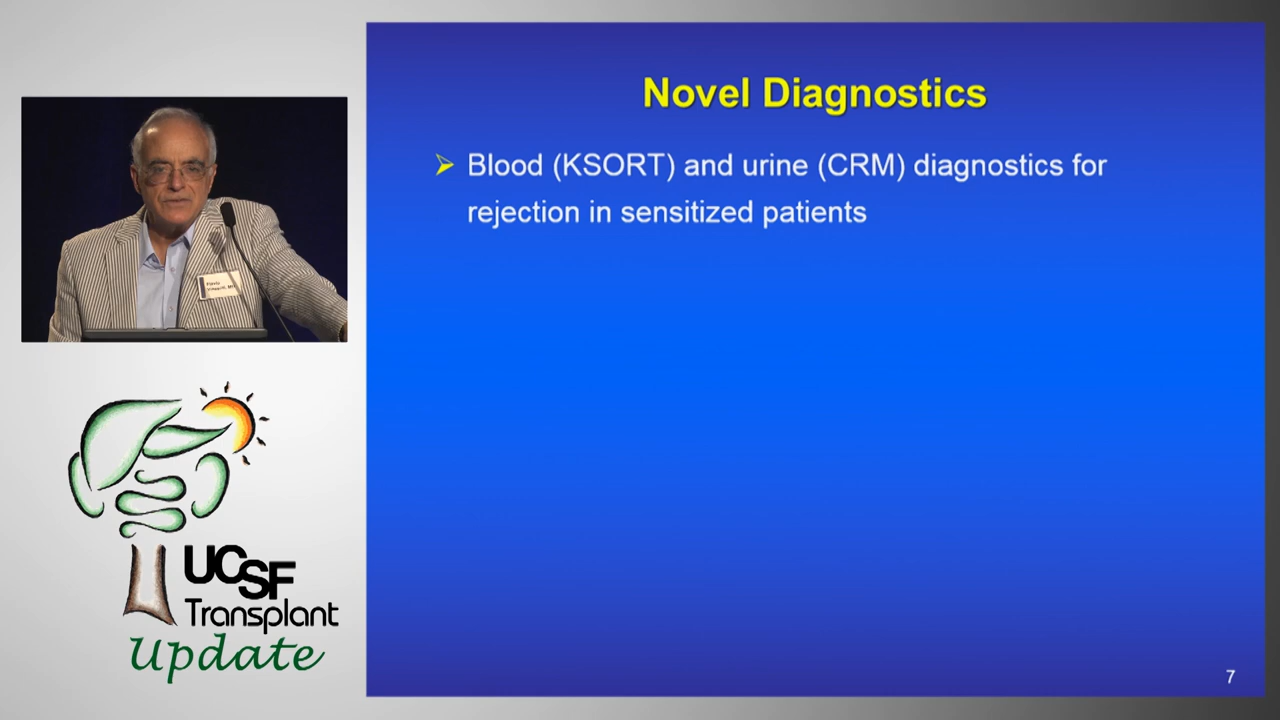 Novel Diagnostics
➢ Blood (KSORT) and urine (CRM) diagnostics for
rejection in sensitized patients
UCSF
Transplant
Update
7